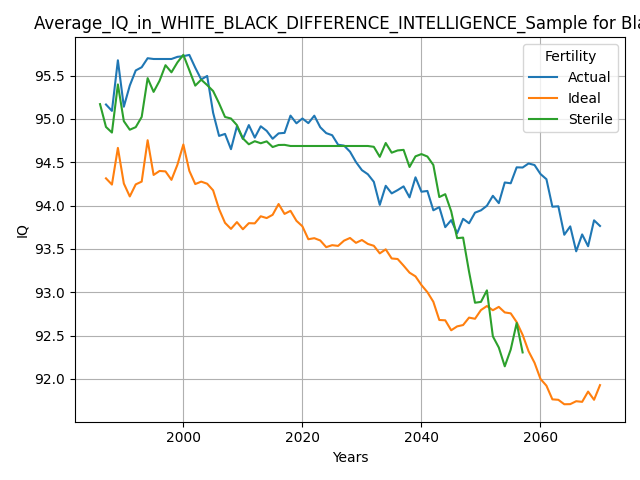 Average_IQ_in_WHITE_BLACK_DIFFERENCE_INTELLIGENCE_Sample for Bla
Fertility
Actual
Ideal
Sterile
95.5
95.0
94.5
94.0
93.5
93.0
92.5
92.0
IQ
2000
2020
2040
2060
Years